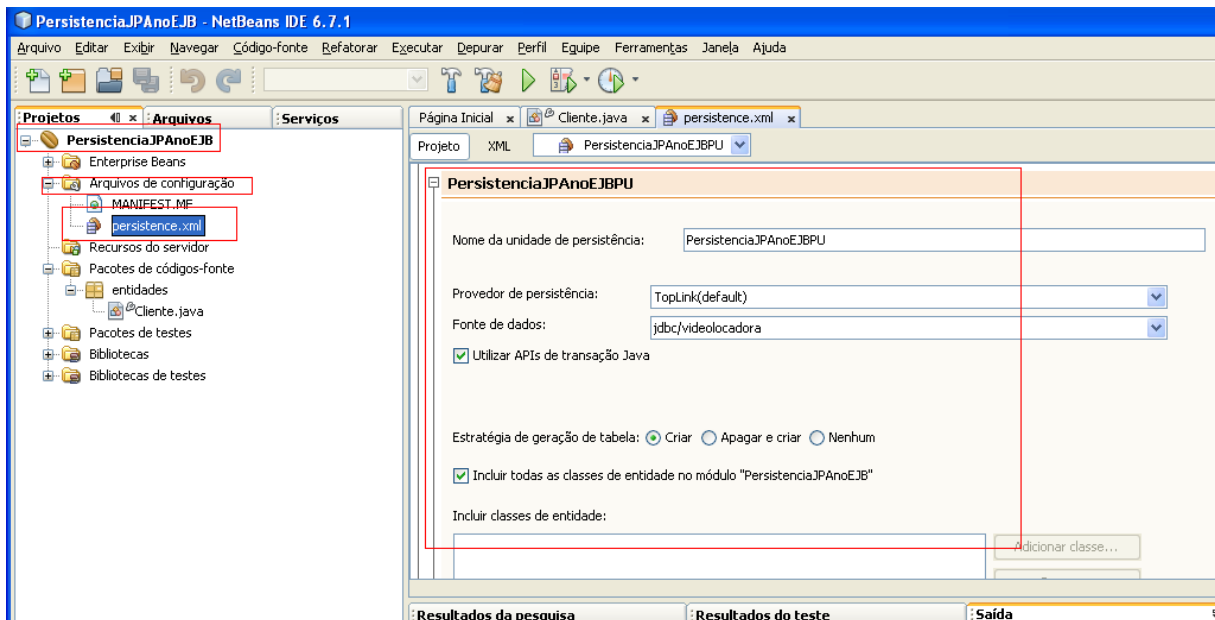 PersistenciaJPAnoEJB - NetBeans IDE 6.7.1
Arquivo Editar Exibir Navegar Código-fonte Refatorar Executar Depurar Perfil Equipe Ferramentas Janela Ajuda
Projetos Arquivos Serviços
PersistenciaJPAnoEJB
Enterprise Beans
Arquivos de configuração
MANIFEST.MF
persistence.xml
Recursos do servidor
Pacotes de códigos-fonte
entidades
Cliente.java
Pacotes de testes
Bibliotecas
Bibliotecas de testes
Página Inicial Cliente.java persistence.xml
Projeto XML PersistenciaJPAnoEJBPU
PersistenciaJPAnoEJBPU
Nome da unidade de persistência: PersistenciaJPAnoEJBPU
Provedor de persistência: TopLink(default)
Fonte de dados: jdbc/videolocadora
Utilizar APIs de transação Java
Estratégia de geração de tabela: Criar Apagar e criar Nenhum
Incluir todas as classes de entidade no módulo "PersistenciaJPAnoEJB"
Incluir classes de entidade:
Adicionar classe...
Resultados da pesquisa Resultados do teste Saída